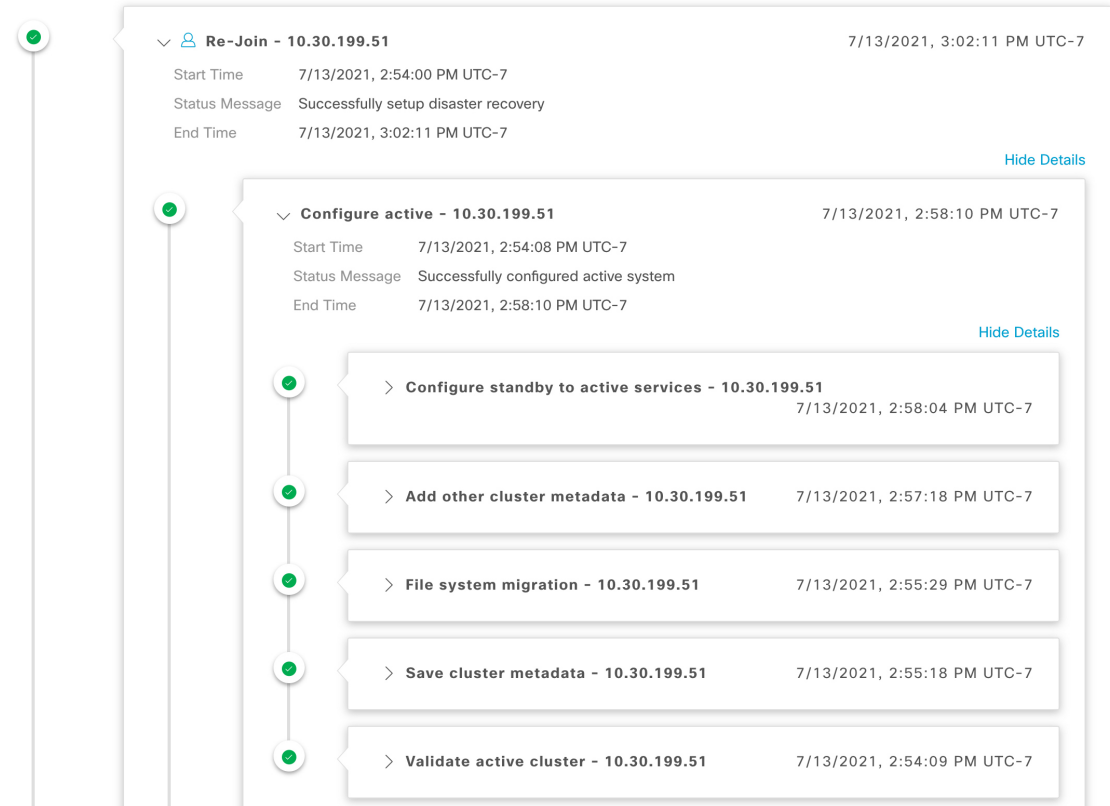 Re-Join - 10.30.199.51 7/13/2021, 3:02:11 PM UTC-7
Start Time 7/13/2021, 2:54:00 PM UTC-7
Status Message Successfully setup disaster recovery
End Time 7/13/2021, 3:02:11 PM UTC-7
Hide Details
Configure active - 10.30.199.51 7/13/2021, 2:58:10 PM UTC-7
Start Time 7/13/2021, 2:54:08 PM UTC-7
Status Message Successfully configured active system
End Time 7/13/2021, 2:58:10 PM UTC-7
Hide Details
Configure standby to active services - 10.30.199.51
7/13/2021, 2:58:04 PM UTC-7
Add other cluster metadata - 10.30.199.51 7/13/2021, 2:57:18 PM UTC-7
File system migration - 10.30.199.51 7/13/2021, 2:55:29 PM UTC-7
Save cluster metadata - 10.30.199.51 7/13/2021, 2:55:18 PM UTC-7
Validate active cluster - 10.30.199.51 7/13/2021, 2:54:09 PM UTC-7